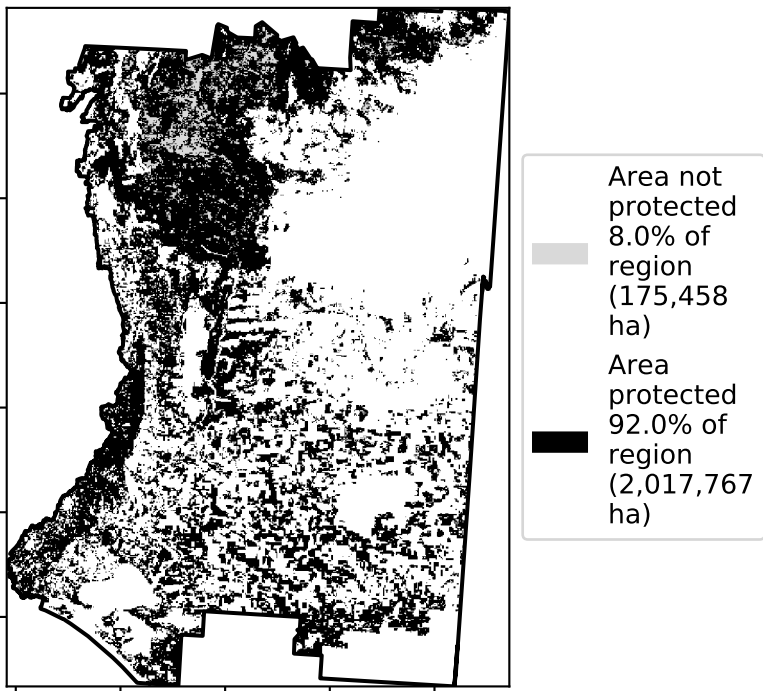 Area not
protected
8.0% of
region
(175,458
ha)
Area
protected
92.0% of
region
(2,017,767
ha)